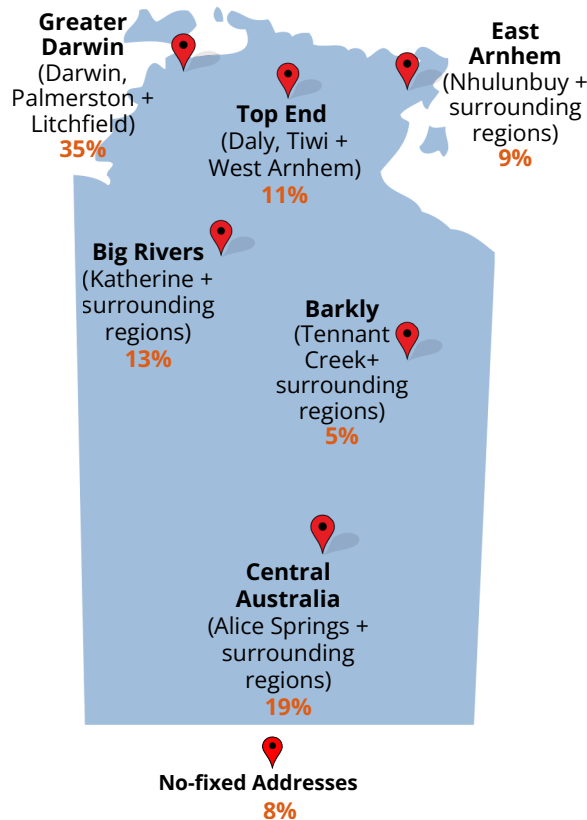 Greater
Darwin
(Darwin,
Palmerston +
Litchfield)
35%
Top End
(Daly, Tiwi +
West Arnhem)
11%
East
Arnhem
(Nhulunbuy +
surrounding
regions)
9%
Big Rivers
(Katherine +
surrounding
regions)
13%
Barkly
(Tennant
Creek+
surrounding
regions)
5%
Central
Australia
(Alice Springs +
surrounding
regions)
19%
No-fixed Addresses
8%